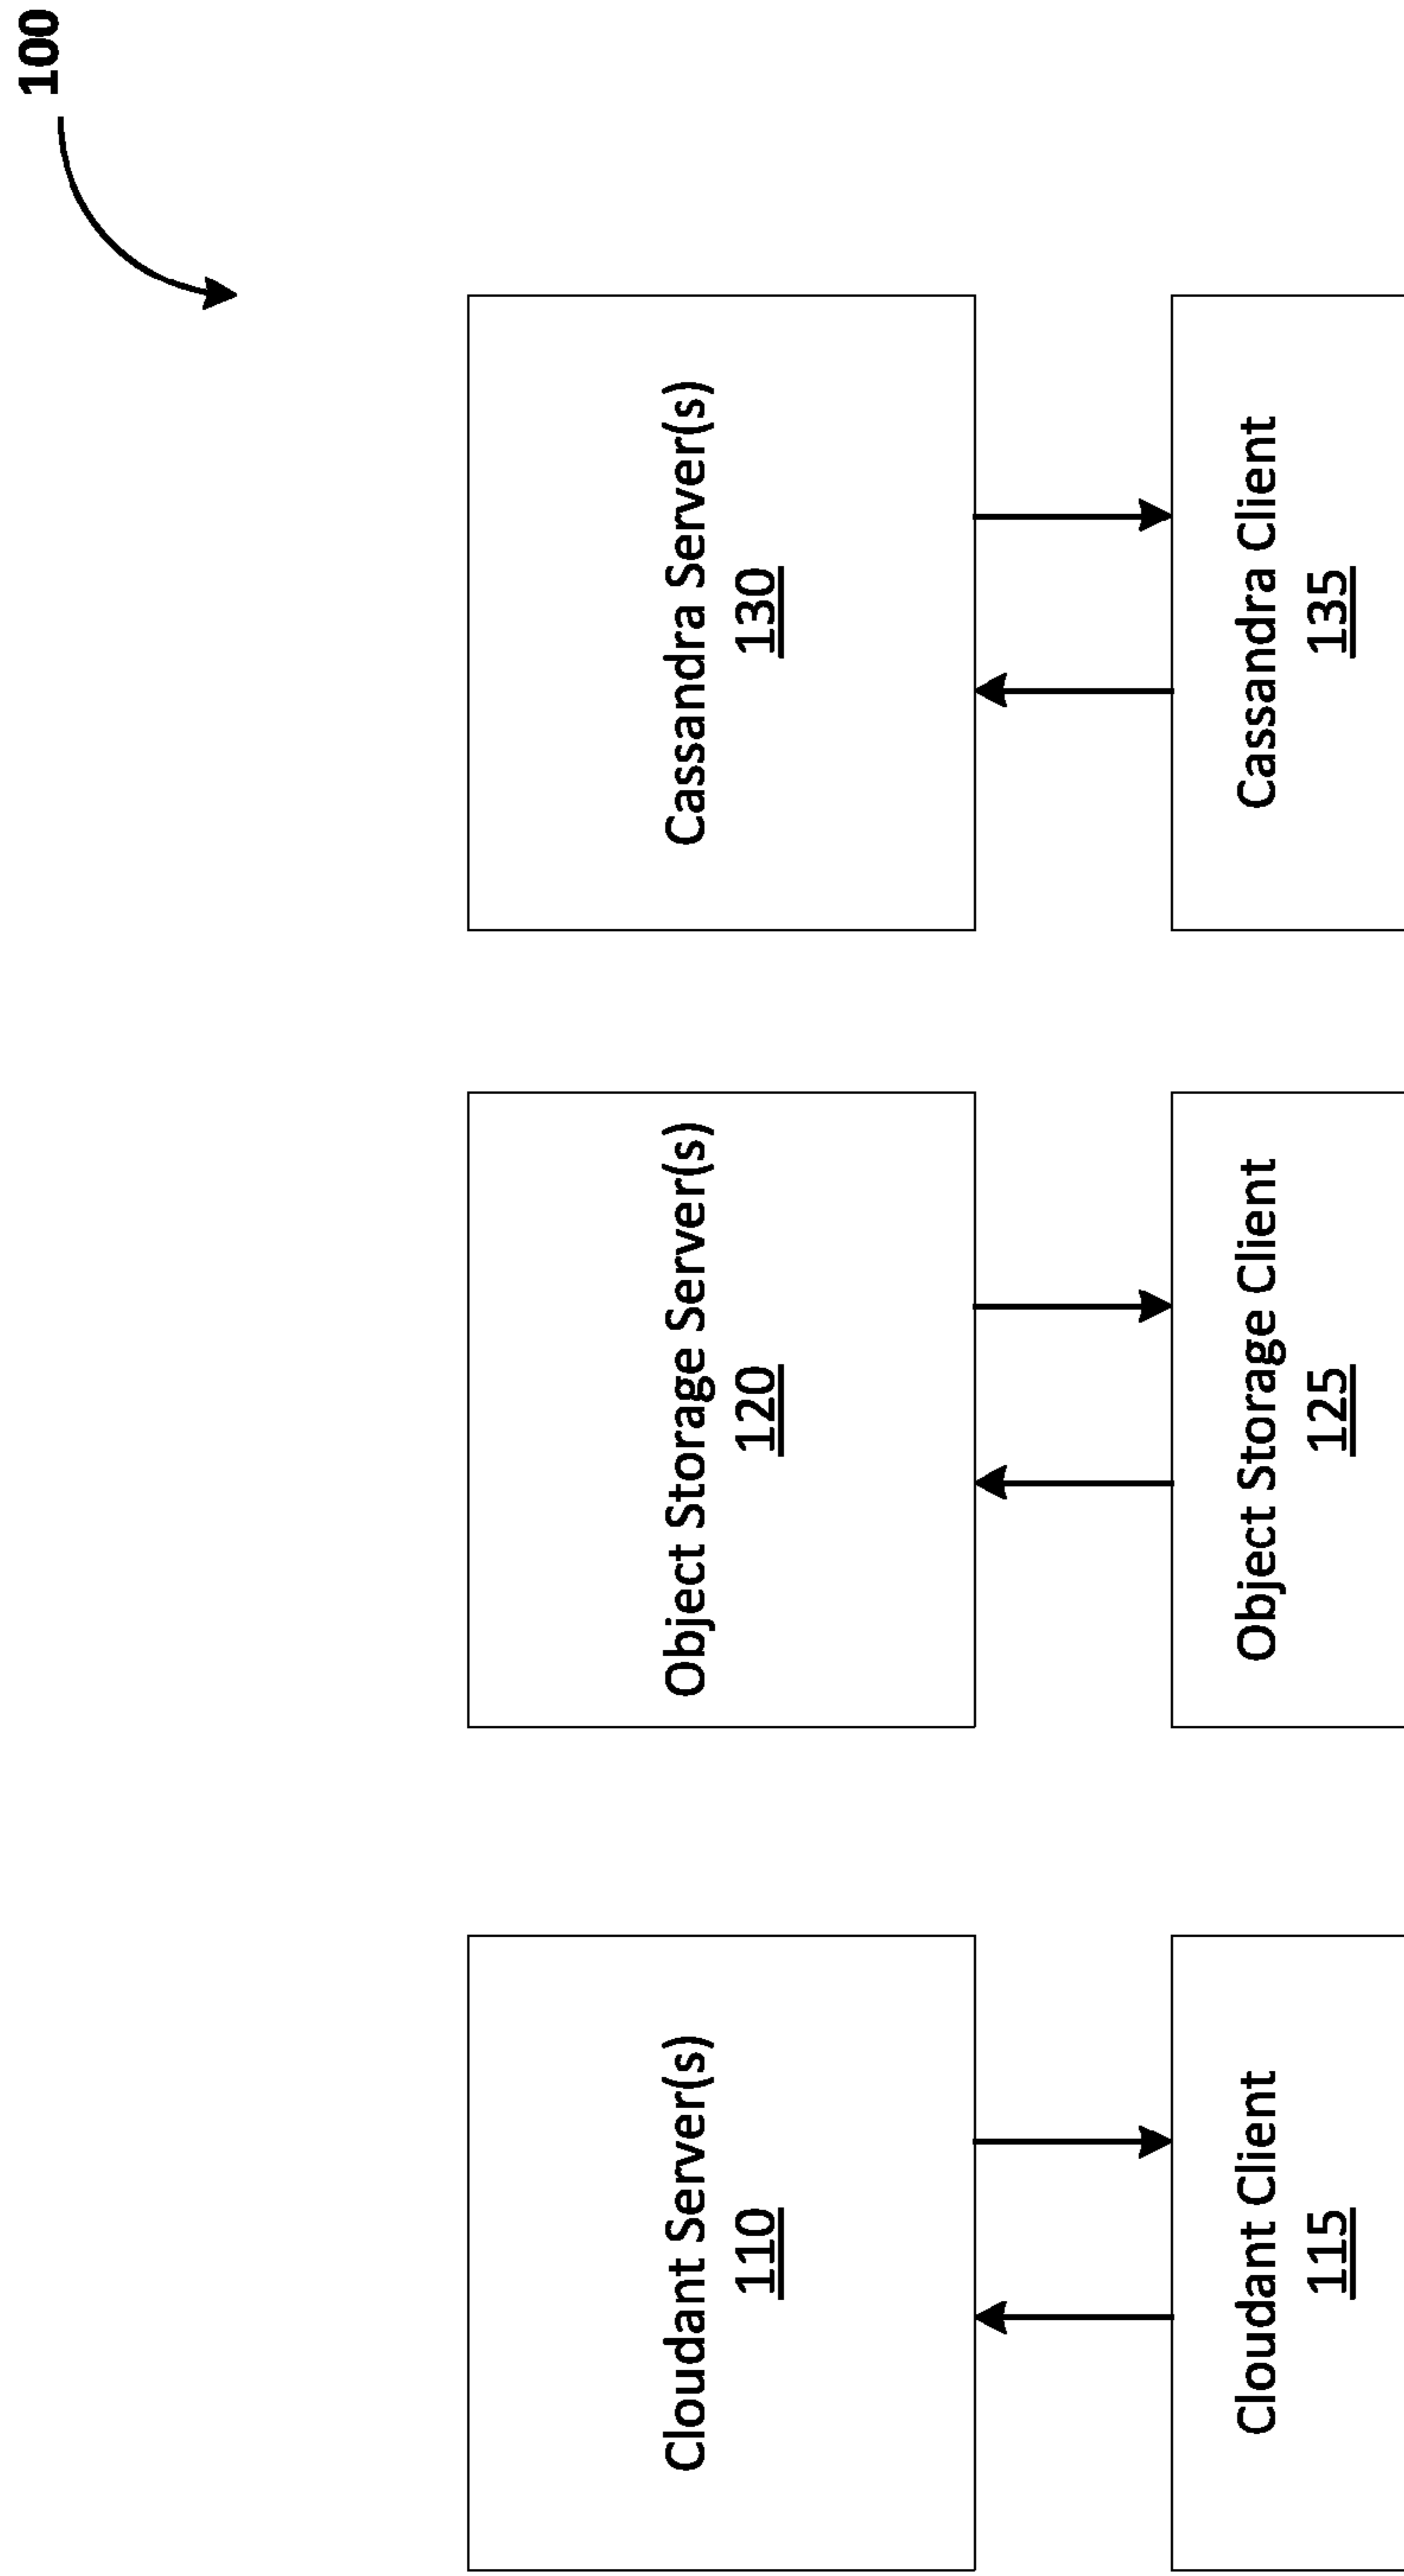 100
Cloudant Server(s)
110
Object Storage Server(s)
120
Cassandra Server(s)
130
Cloudant Client
115
Object Storage Client
125
Cassandra Client
135